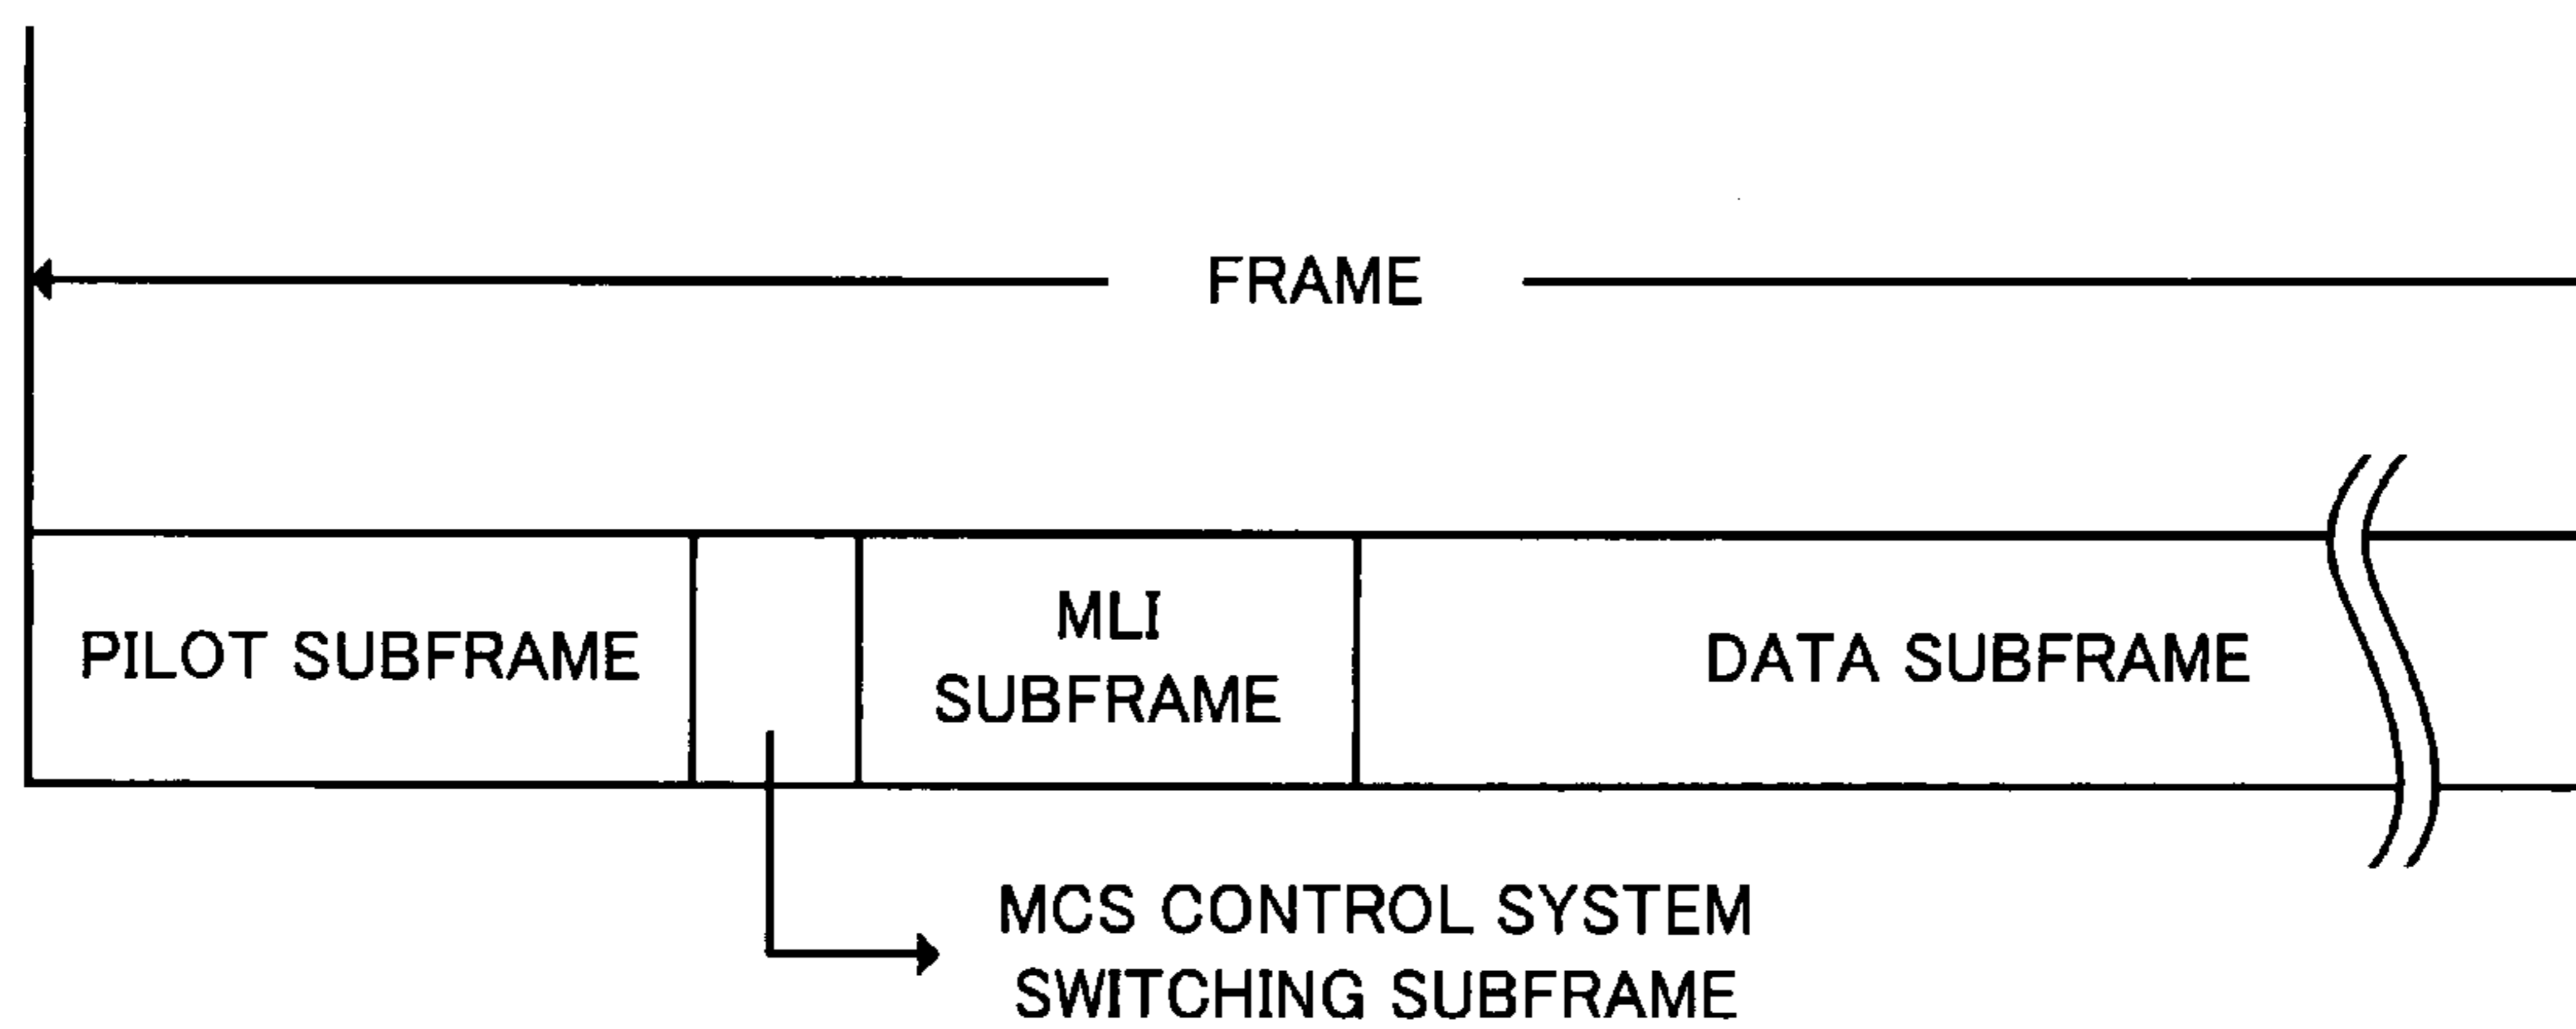 FRAME
PILOT SUBFRAME
MLI
SUBFRAME
DATA SUBFRAME
MCS CONTROL SYSTEM
SWITCHING SUBFRAME